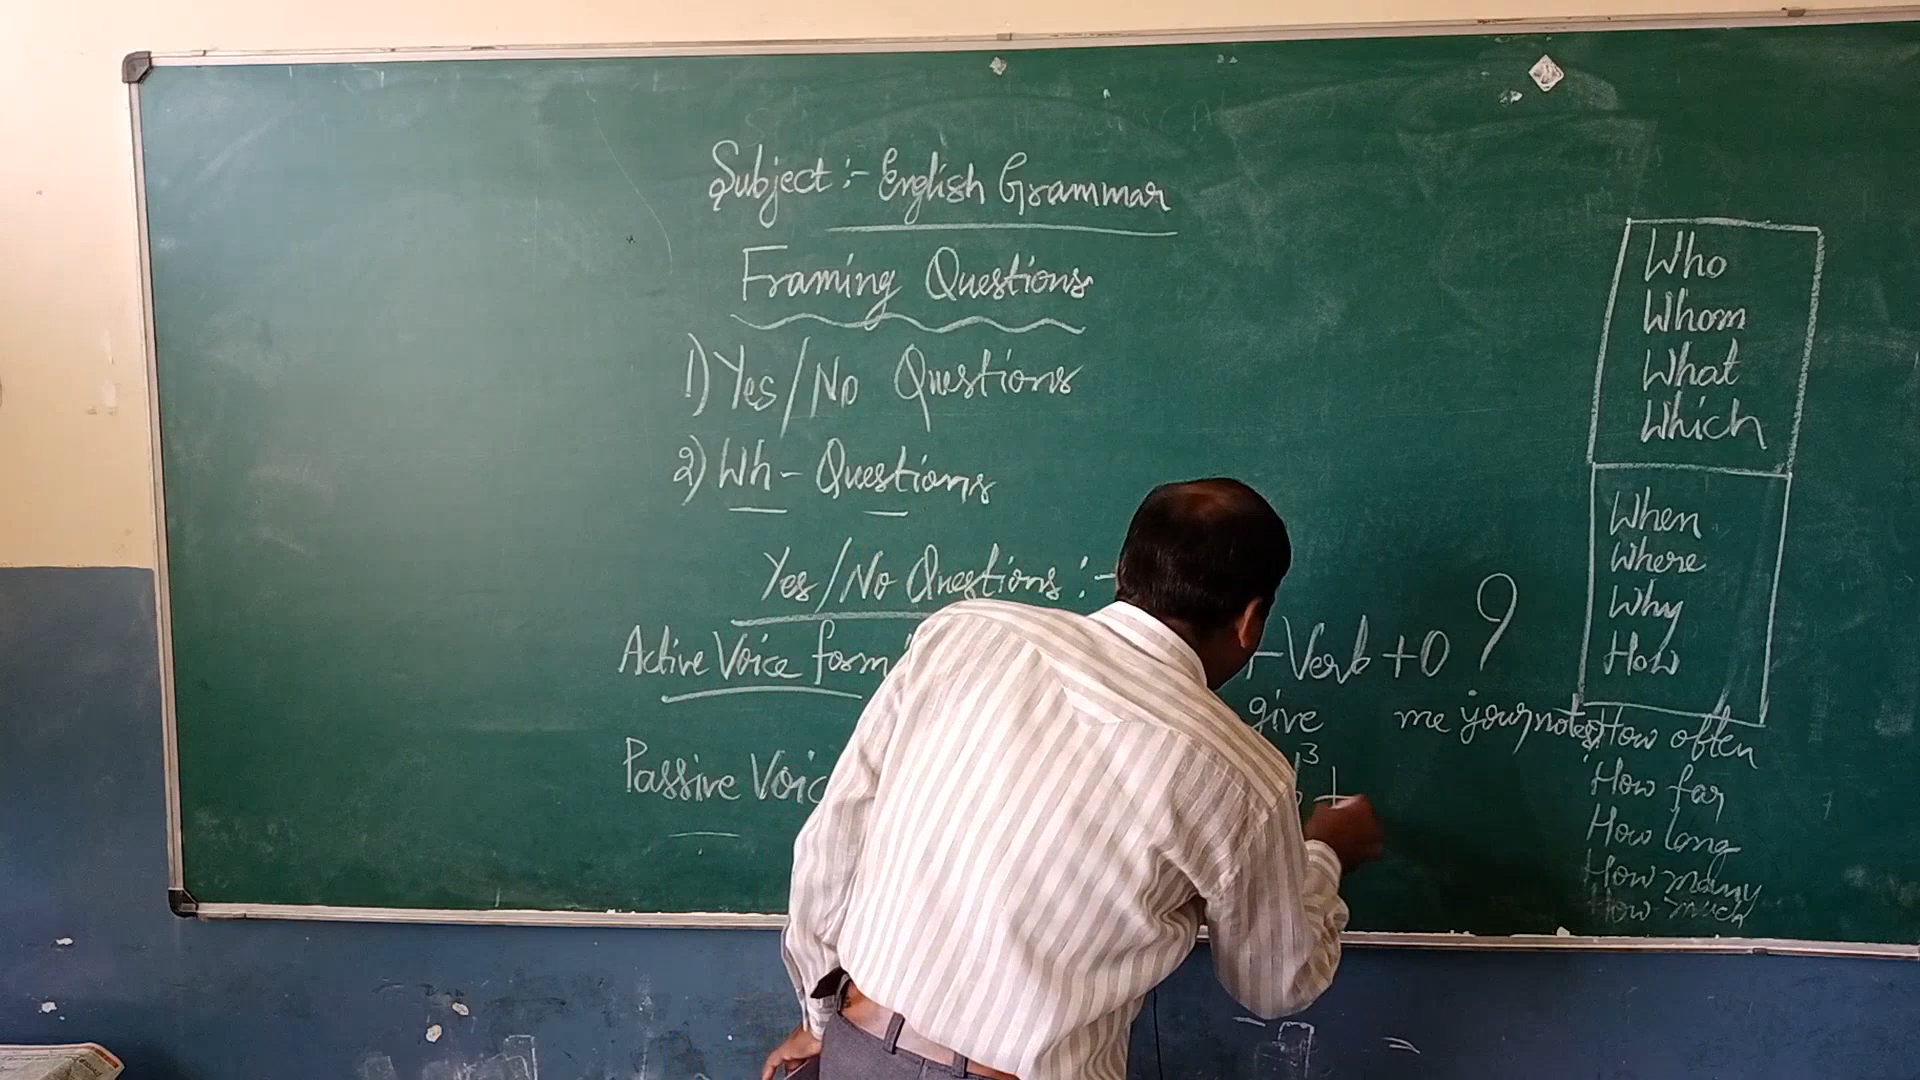 Subject :- English Grammar
Framing Questions
1) Yes/No Questions
2) Wh- Questions
Yes/No Questions :-
Active Voice form
+Verb+O ?
give me your notes
Passive Voic
3
+
Who
Whom
What
Which
When
Where
Why
How
How often
How far
How long
How many
How much